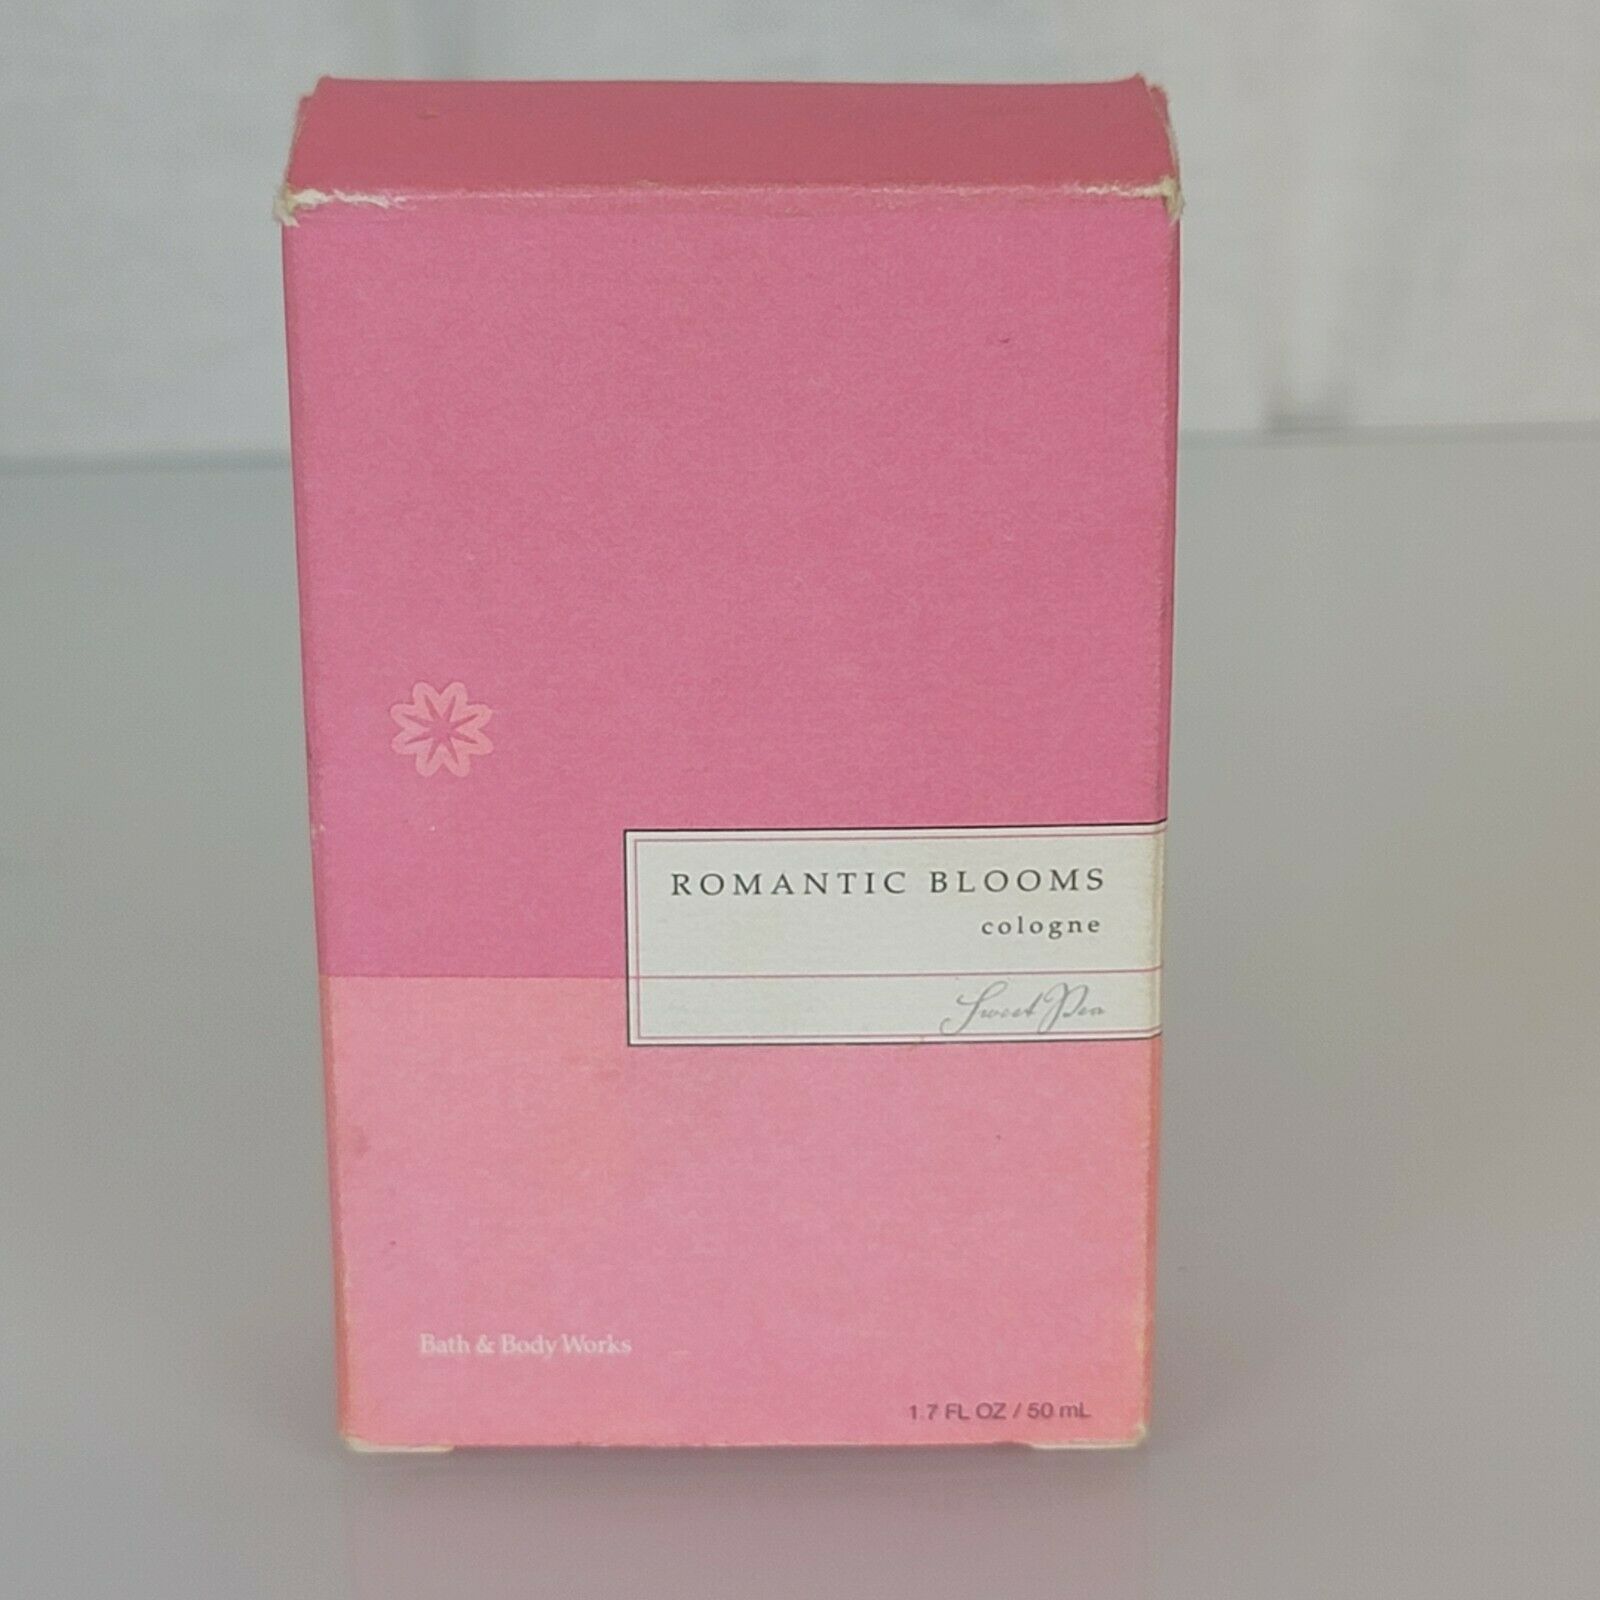 ROMANTIC BLOOMS
cologne
Sweet Pea
Bath & Body Works
1.7 FL OZ / 50 mL